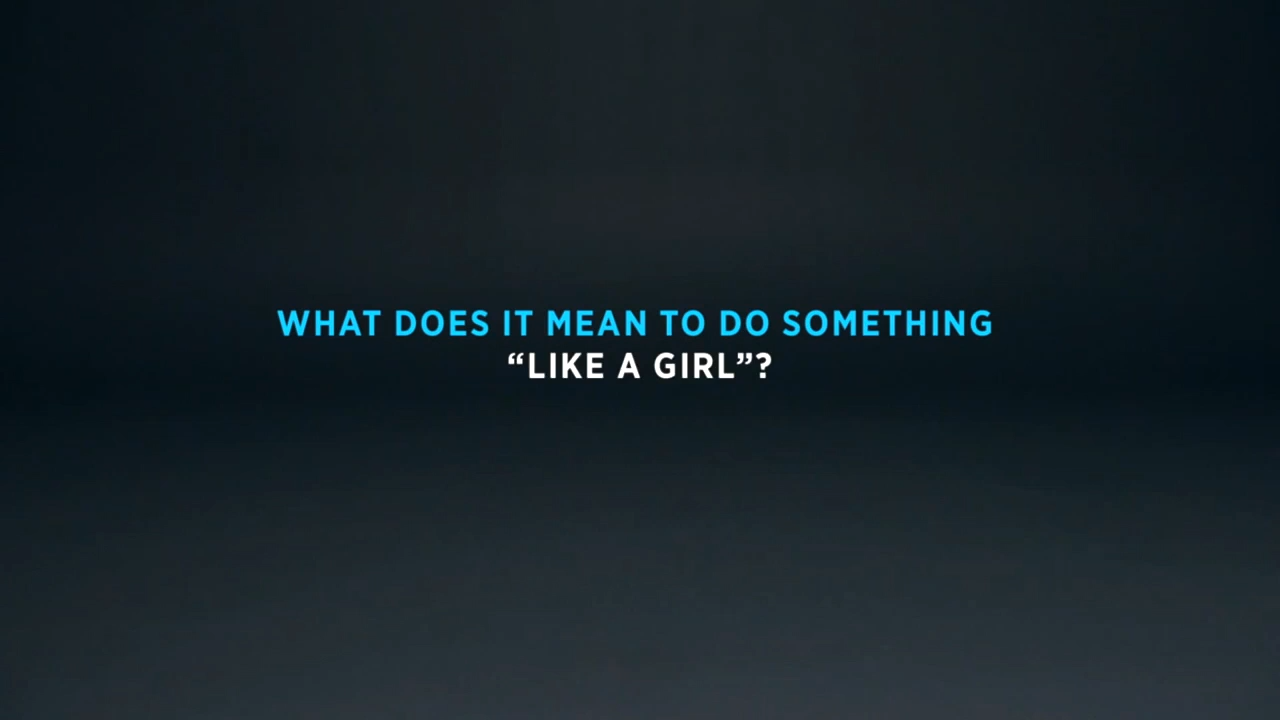 WHAT DOES IT MEAN TO DO SOMETHING
“LIKE A GIRL”?